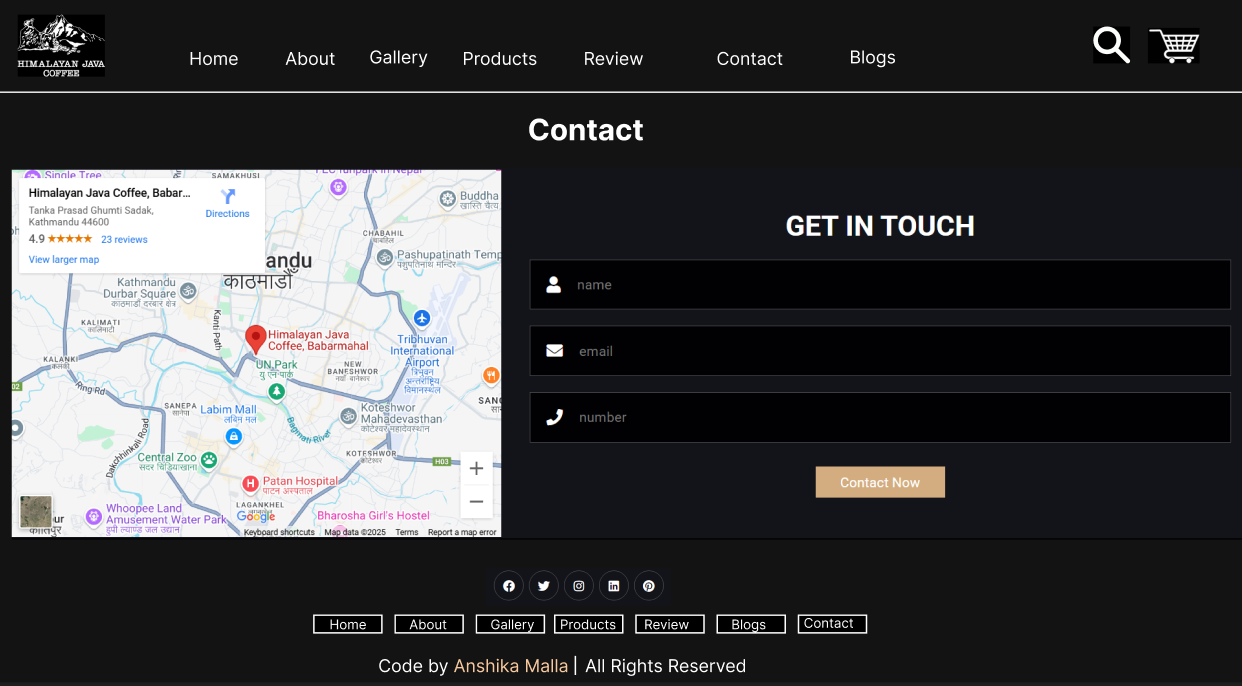 HIMALAYAN JAVA
COFFEE
Home About Gallery Products Review Contact Blogs
Contact
Single Tree
SAMAKHUSI
Himalayan Java Coffee, Babar...
Directions
Tanka Prasad Ghumti Sadak,
Kathmandu 44600
4.9 ★★★★★ 23 reviews
View larger map
Buddha
CHABAHIL
चाबहिल
Pashupatinath Temp
पशुपतिनाथ मन्दिर
andu
काठमाडौं
Kathmandu
Durbar Square
काठमाडौं दरबार क्षेत्र
KALIMATI
कालिमाटी
Kanti Path
Himalayan Java
Coffee, Babarmahal
Tribhuvan
International
Airport
त्रिभुवन
अन्तर्राष्ट्रिय
विमानस्थल
KALANKI
कलंकी
UN Park
यु एन पार्क
NEW
BANESHWOR
नयाँ बानेश्वर
02
Ring Rd
SANEPA
सानेपा
Labim Mall
लबिम मल
Bagmati River
Koteshwor
Mahadevasthan
कोटेश्वर महादेवस्थान
Dakchhinkali Road
Central Zoo
सदर चिडियाखाना
KOTESHWOR
कोटेश्वर
H03
Patan Hospital
पाटन अस्पताल
LAGANKHEL
Whoopee Land
Amusement Water Park
हुपी ल्याण्ड जल उद्यान
Google
Bharosha Girl's Hostel
Keyboard shortcuts Map data ©2025 Terms Report a map error
GET IN TOUCH
name
email
number
Contact Now
Home About Gallery Products Review Blogs Contact
Code by Anshika Malla | All Rights Reserved